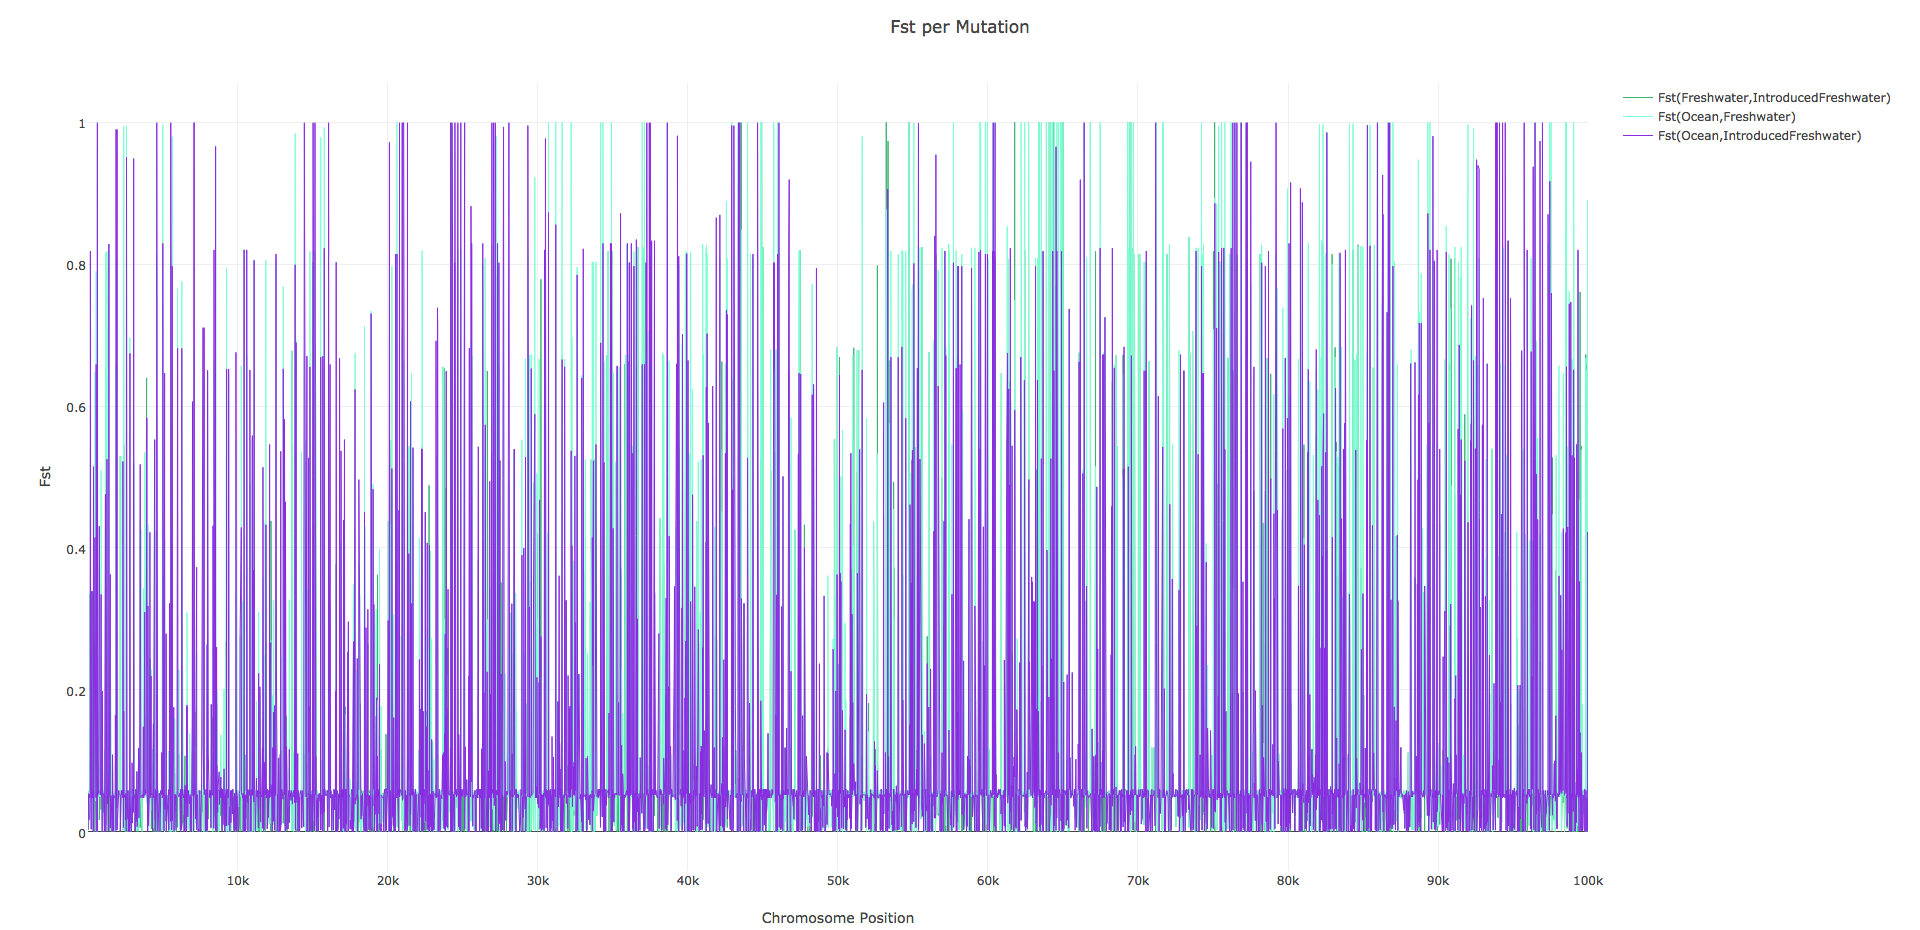 Fst per Mutation
Fst(Freshwater,IntroducedFreshwater)
Fst(Ocean,Freshwater)
Fst(Ocean,IntroducedFreshwater)
1
0.8
0.6
0.4
0.2
0
Fst
10k 20k 30k 40k 50k 60k 70k 80k 90k 100k
Chromosome Position